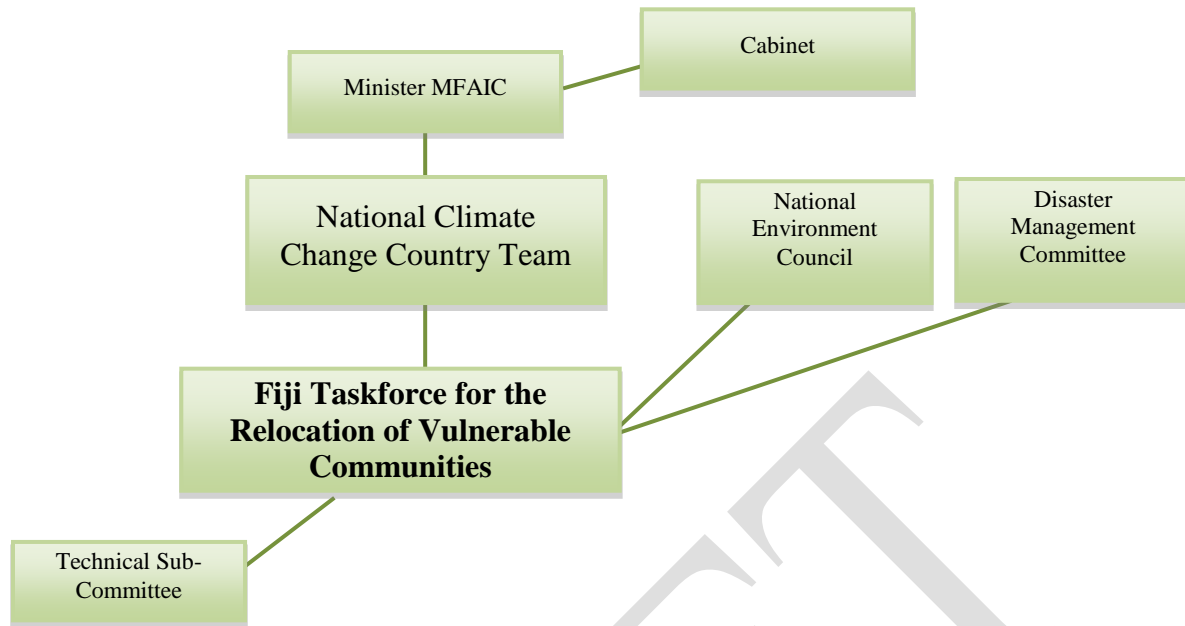 Cabinet
Minister MFAIC
National Climate
Change Country Team
National
Environment
Council
Disaster
Management
Committee
Fiji Taskforce for the
Relocation of Vulnerable
Communities
Technical Sub-
Committee